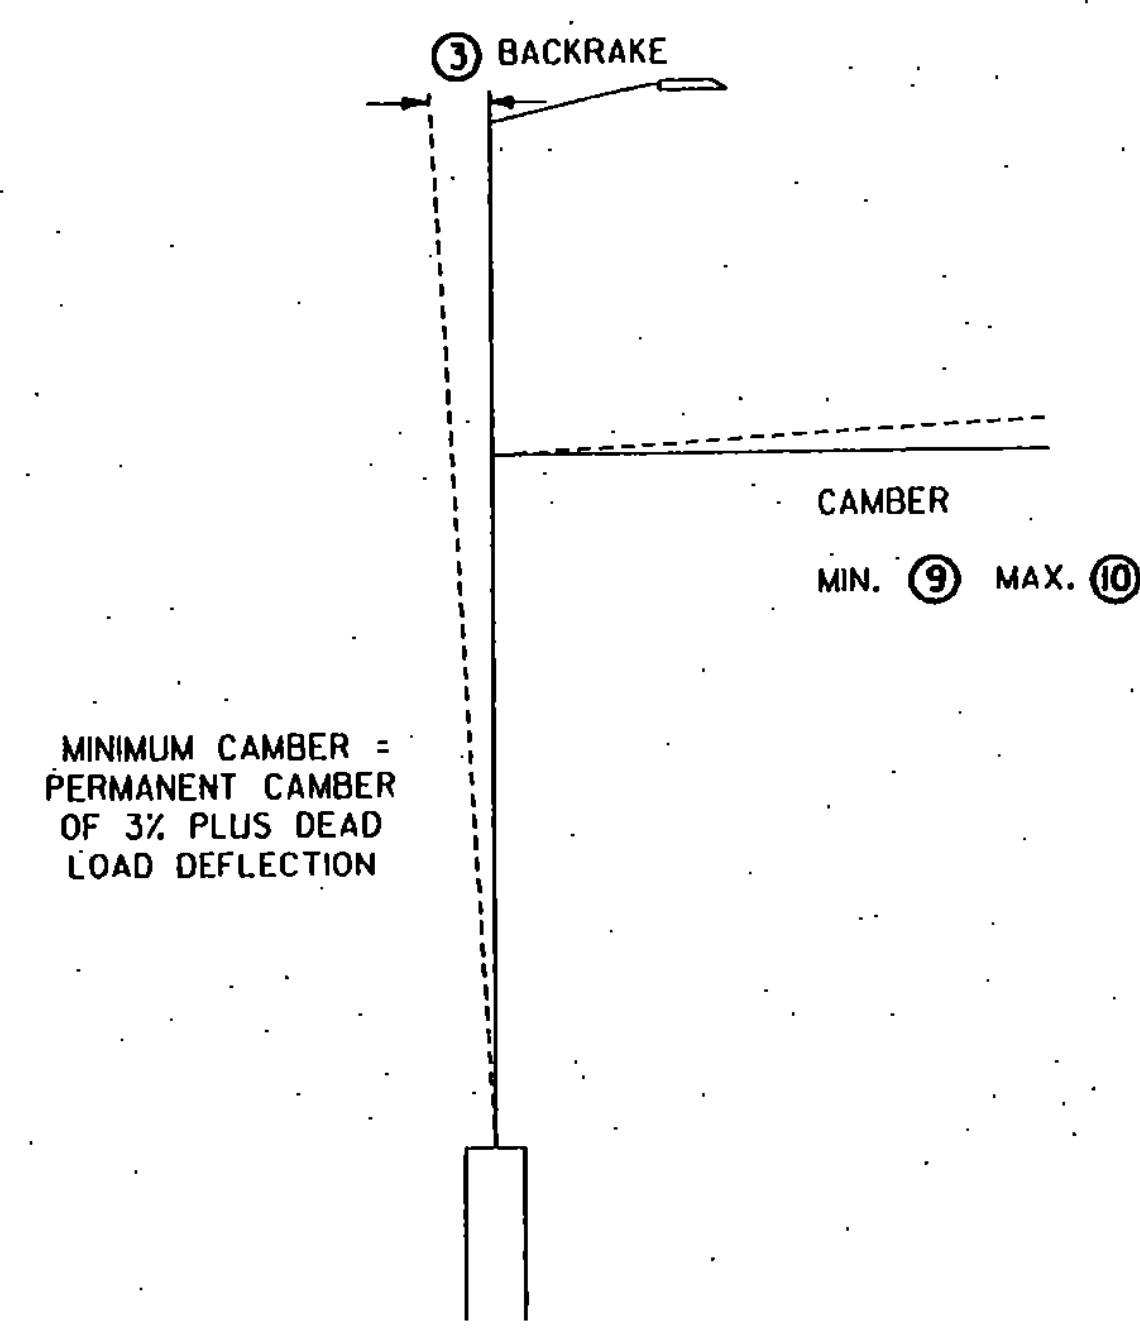 ③ BACKRAKE
CAMBER
MIN. ⑨ MAX. ⑩
MINIMUM CAMBER =
PERMANENT CAMBER
OF 3% PLUS DEAD
LOAD DEFLECTION